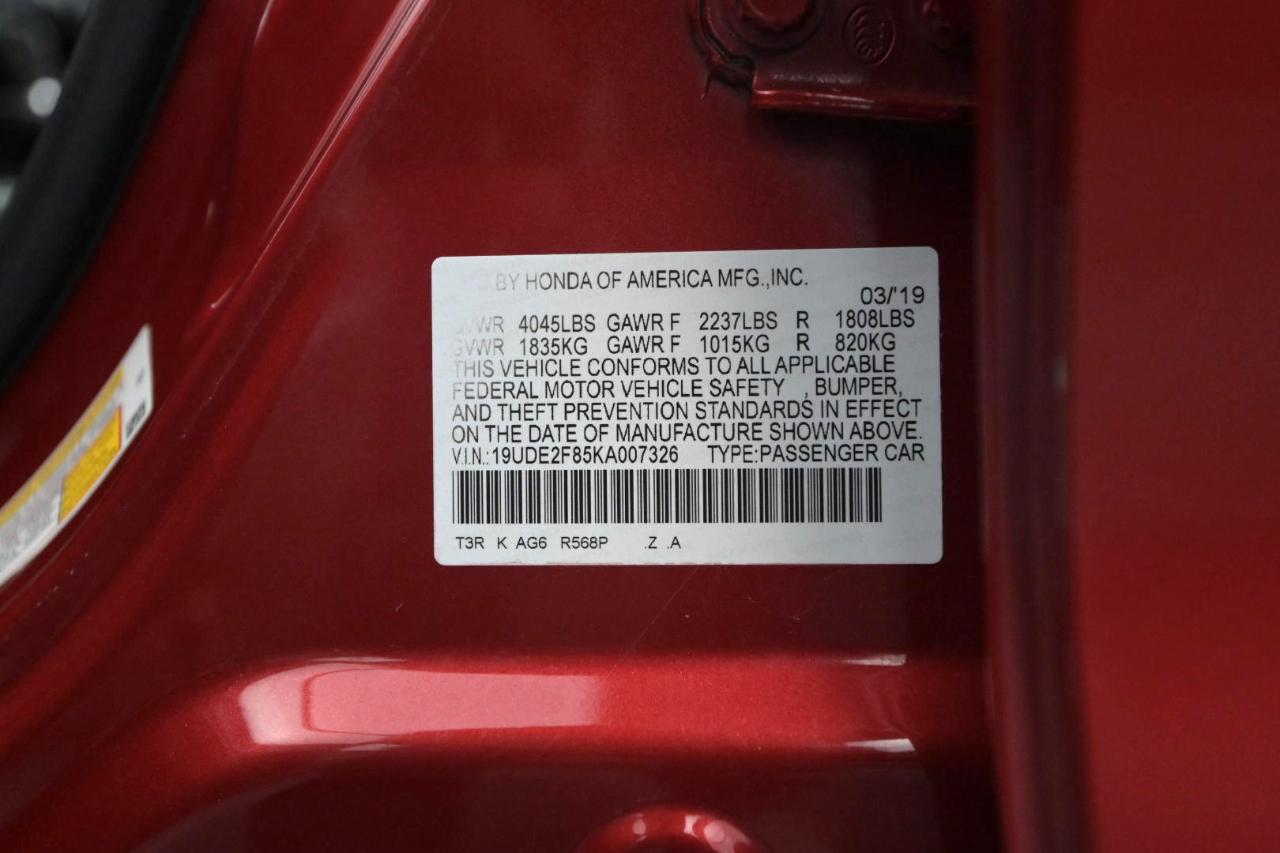 BY HONDA OF AMERICA MFG.,INC.
03/'19
GVWR 4045LBS GAWR F 2237LBS R 1808LBS
GVWR 1835KG GAWR F 1015KG R 820KG
THIS VEHICLE CONFORMS TO ALL APPLICABLE
FEDERAL MOTOR VEHICLE SAFETY , BUMPER,
AND THEFT PREVENTION STANDARDS IN EFFECT
ON THE DATE OF MANUFACTURE SHOWN ABOVE.
V.I.N.:19UDE2F85KA007326 TYPE:PASSENGER CAR
T3R K AG6 R568P .Z .A